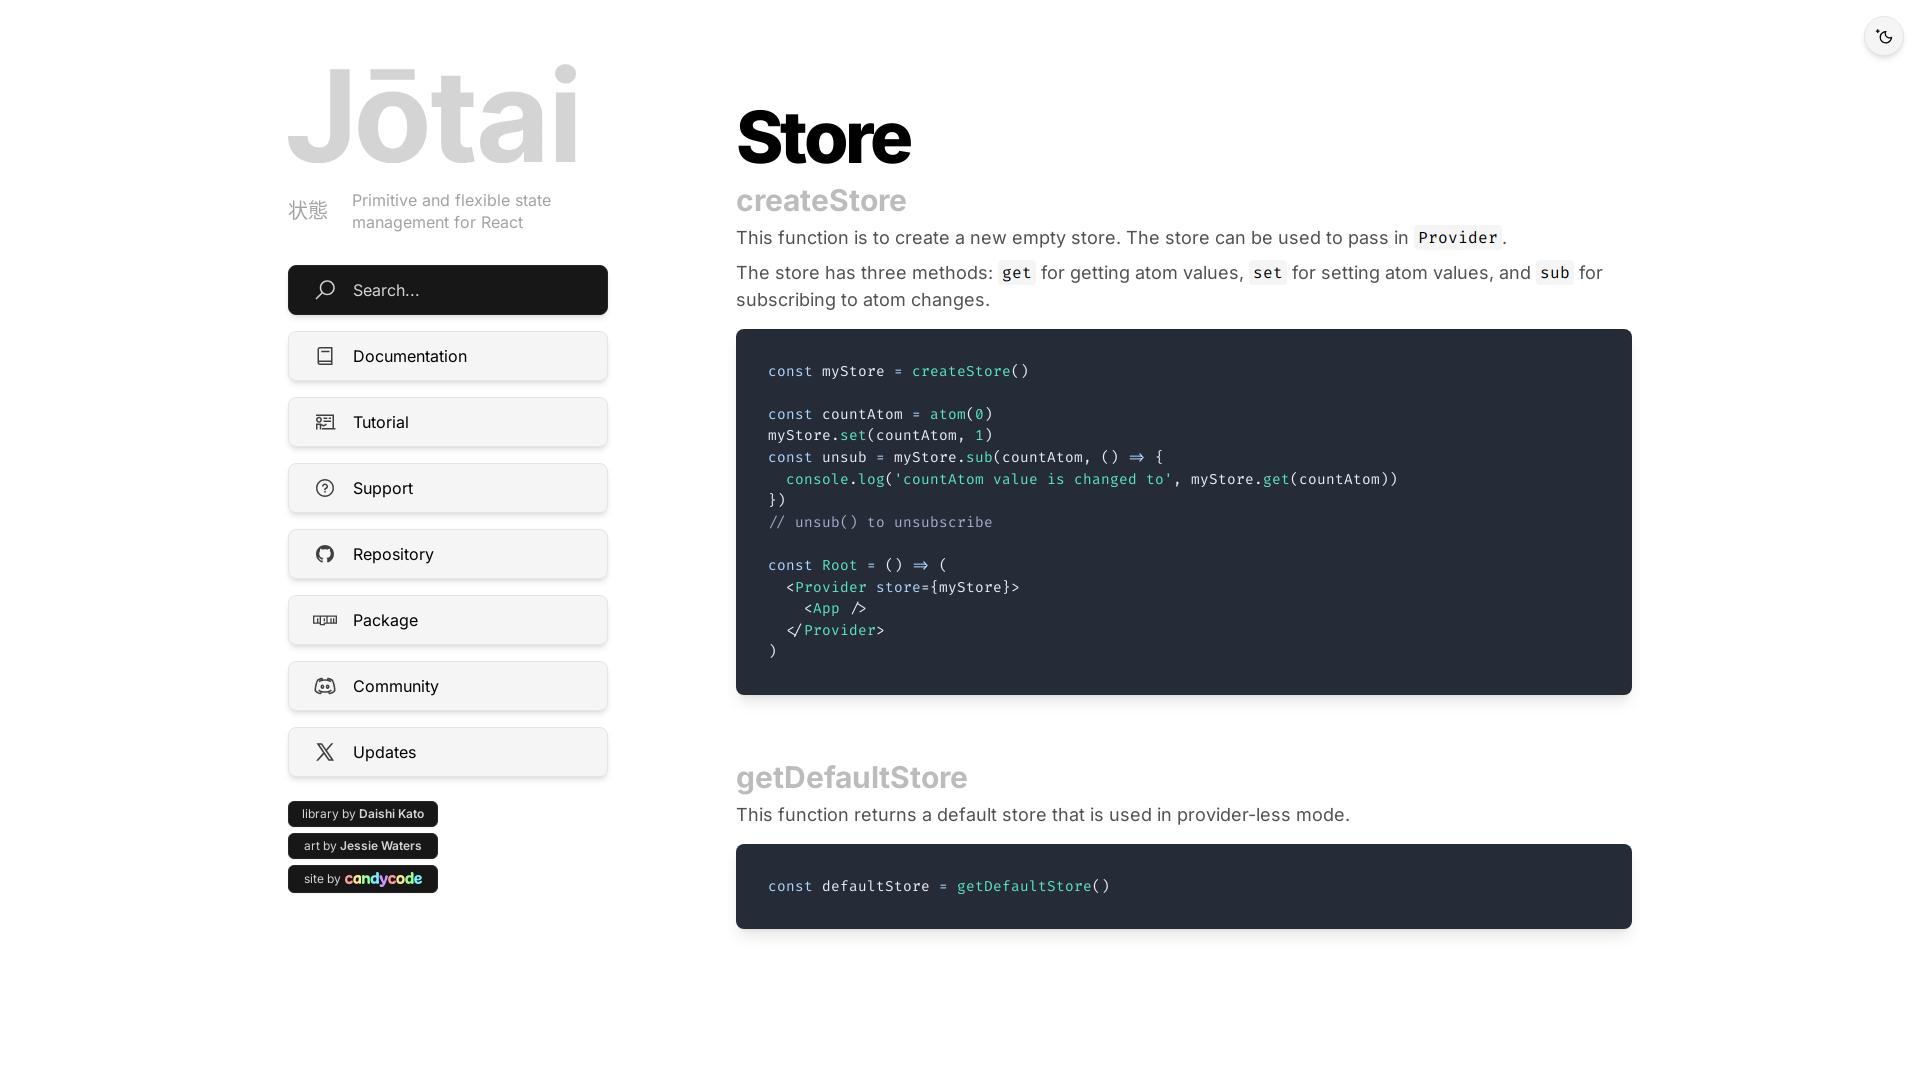 Jōtai
状態
Primitive and flexible state
management for React
Search...
Documentation
Tutorial
Support
Repository
Package
Community
Updates
library by Daishi Kato
art by Jessie Waters
site by candycode
Store
createStore
This function is to create a new empty store. The store can be used to pass in Provider.
The store has three methods: get for getting atom values, set for setting atom values, and sub for
subscribing to atom changes.
const myStore = createStore()
const countAtom = atom(0)
myStore.set(countAtom, 1)
const unsub = myStore.sub(countAtom, () => {
  console.log('countAtom value is changed to', myStore.get(countAtom))
})
// unsub() to unsubscribe
const Root = () => (
  <Provider store={myStore}>
    <App />
  </Provider>
)
getDefaultStore
This function returns a default store that is used in provider-less mode.
const defaultStore = getDefaultStore()